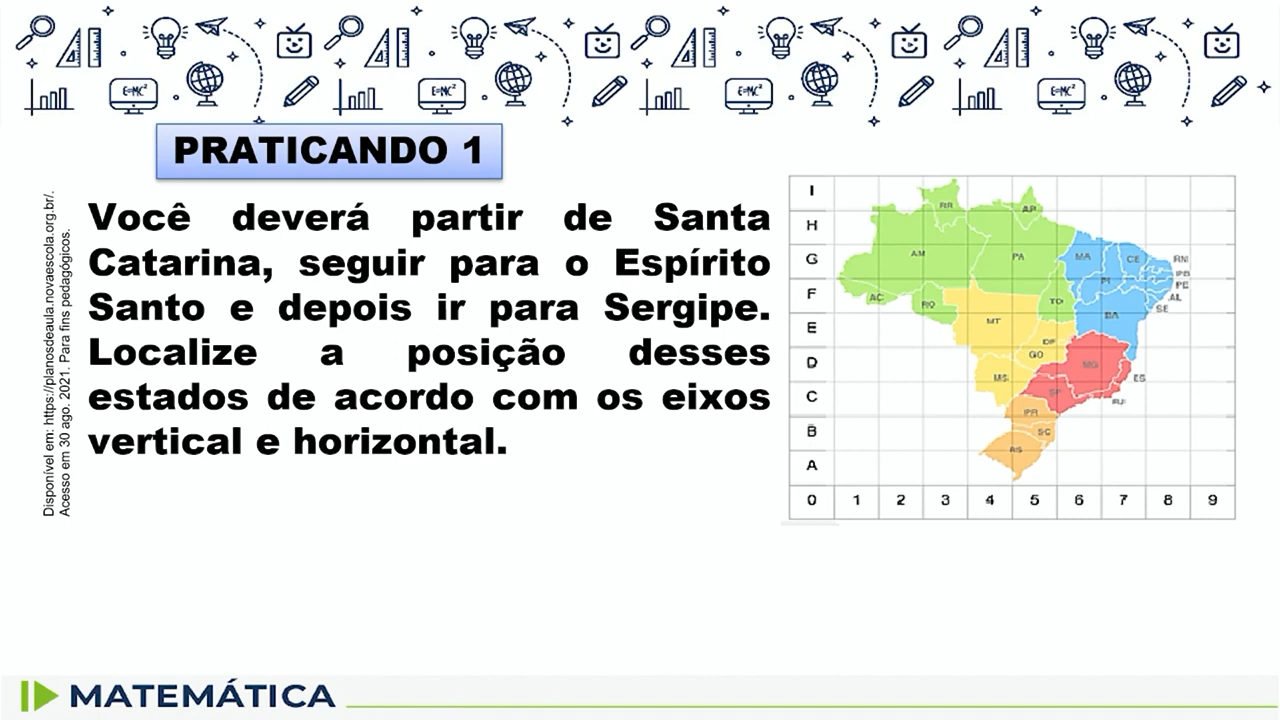 E=MC²
E=MC²
E=MC²
E=MC²
PRATICANDO 1
Disponível em: https://planosdeaula.novaescola.org.br/.
Acesso em 30 ago. 2021. Para fins pedagógicos.
Você deverá partir de Santa
Catarina, seguir para o Espírito
Santo e depois ir para Sergipe.
Localize a posição desses
estados de acordo com os eixos
vertical e horizontal.
I
RR AP
H
G AM PA MA CE RN
PB
PI PE
F AC RO TO AL
SE
E MT BA
DF
D GO MG
MS ES
C SP RJ
PR
B SC
RS
A
0 1 2 3 4 5 6 7 8 9
MATEMÁTICA